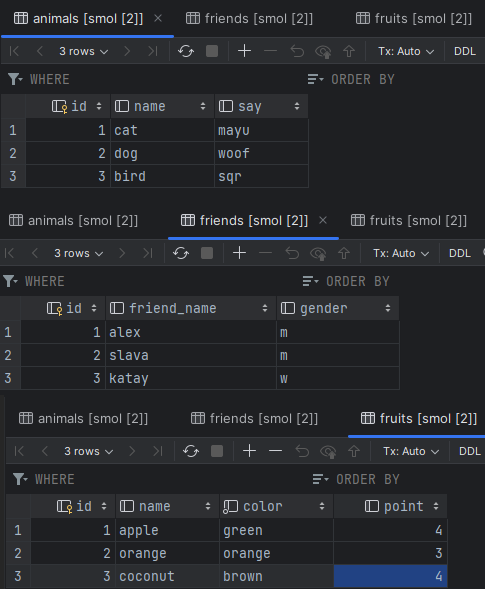 animals [smol [2]] × friends [smol [2]] fruits [smol [2]]
3 rows Tx: Auto DDL
WHERE ORDER BY
id name say
1 1 cat mayu
2 2 dog woof
3 3 bird sqr
animals [smol [2]] friends [smol [2]] × fruits [smol [2]]
3 rows Tx: Auto DDL
WHERE ORDER BY
id friend_name gender
1 1 alex m
2 2 slava m
3 3 katay w
animals [smol [2]] friends [smol [2]] fruits [smol [2]]
3 rows Tx: Auto DDL
WHERE ORDER BY
id name color point
1 1 apple green 4
2 2 orange orange 3
3 3 coconut brown 4